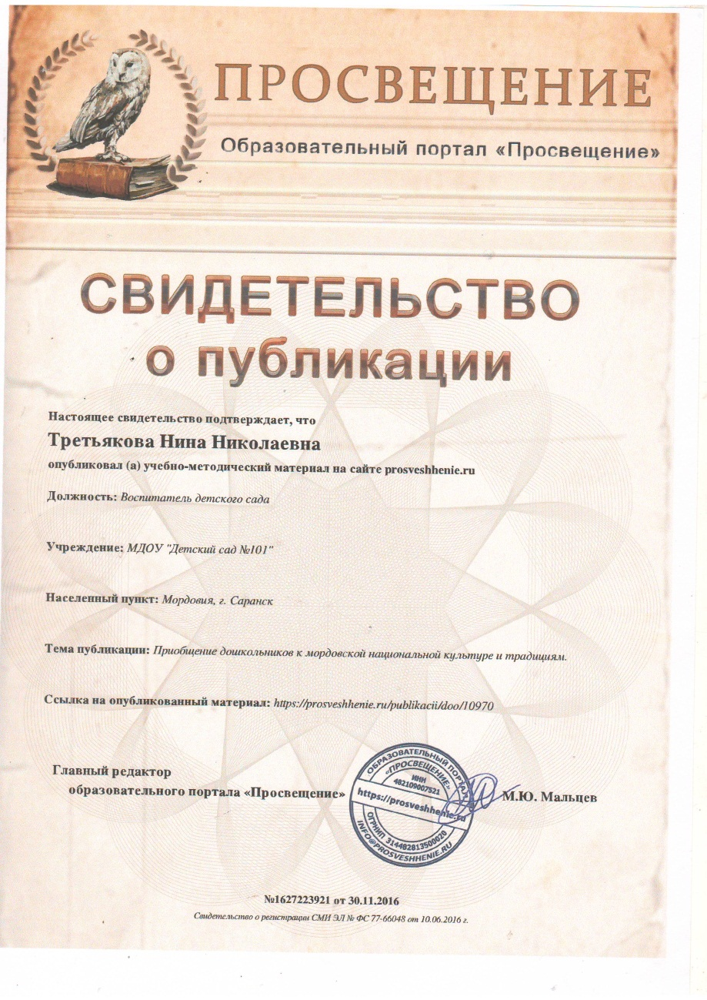 ПРОСВЕЩЕНИЕ
Образовательный портал «Просвещение»
СВИДЕТЕЛЬСТВО
о публикации
Настоящее свидетельство подтверждает, что
Третьякова Нина Николаевна
опубликовал (а) учебно-методический материал на сайте prosveshhenie.ru
Должность: Воспитатель детского сада
Учреждение: МДОУ "Детский сад №101"
Населенный пункт: Мордовия, г. Саранск
Тема публикации: Приобщение дошкольников к мордовской национальной культуре и традициям.
Ссылка на опубликованный материал: https://prosveshhenie.ru/publikacii/doo/10970
Главный редактор
образовательного портала «Просвещение»
М.Ю. Мальцев
ОБРАЗОВАТЕЛЬНЫЙ ПОРТАЛ
«ПРОСВЕЩЕНИЕ»
ИНН
482109007521
https://prosveshhenie.ru
ОГРНИП 314482813500020
INFO@PROSVESHHENIE.RU
№1627223921 от 30.11.2016
Свидетельство о регистрации СМИ ЭЛ № ФС 77-66048 от 10.06.2016 г.